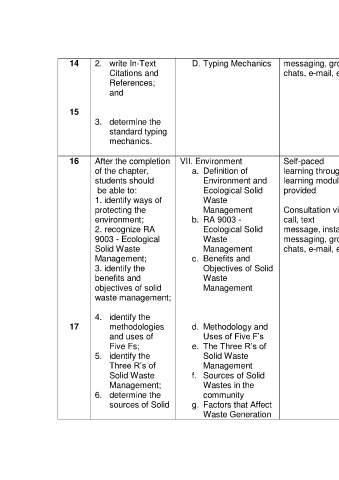 14
2. write In-Text
Citations and
References;
and
15
3. determine the
standard typing
mechanics.
D. Typing Mechanics
messaging,
chats, e-mail,
16
After the completion
of the chapter,
students should
be able to:
1. identify ways of
protecting the
environment;
2. recognize RA
9003 - Ecological
Solid Waste
Management;
3. identify the
benefits and
objectives of solid
waste management;
4. identify the
methodologies
and uses of
Five Fs;
17
5. identify the
Three R's of
Solid Waste
Management;
6. determine the
sources of Solid
VII. Environment
a. Definition of
Environment and
Ecological Solid
Waste
Management
b. RA 9003 -
Ecological Solid
Waste
Management
c. Benefits and
Objectives of Solid
Waste
Management
d. Methodology and
Uses of Five F's
e. The Three R's of
Solid Waste
Management
f. Sources of Solid
Wastes in the
community
g. Factors that Affect
Waste Generation
Self-paced
learning
learning
provided
Consultation
call, text
message,
messaging,
chats, e-mail,